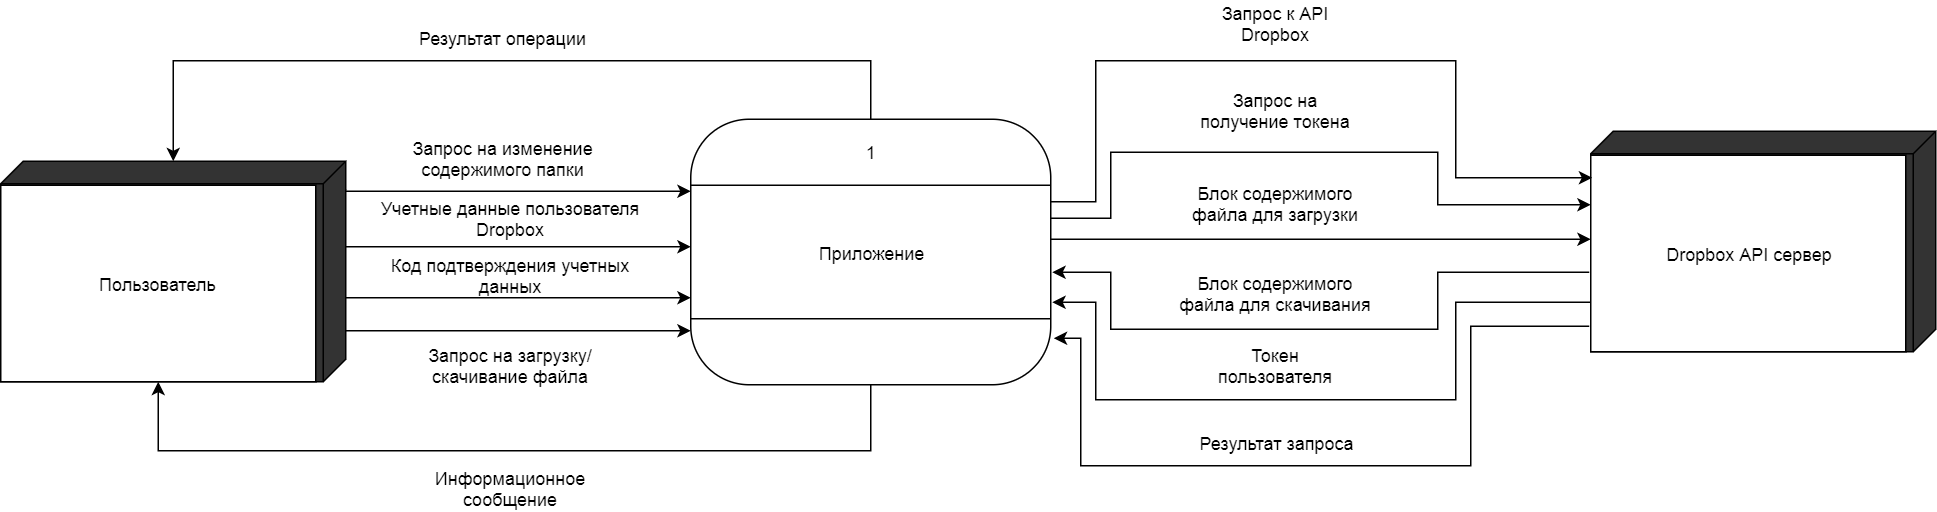 Запрос к API
Dropbox
Результат операции
Запрос на
получение токена
Запрос на изменение
содержимого папки
1
Учетные данные пользователя
Dropbox
Блок содержимого
файла для загрузки
Пользователь
Код подтверждения учетных
данных
Приложение
Dropbox API сервер
Блок содержимого
файла для скачивания
Запрос на загрузку/
скачивание файла
Токен
пользователя
Результат запроса
Информационное
сообщение